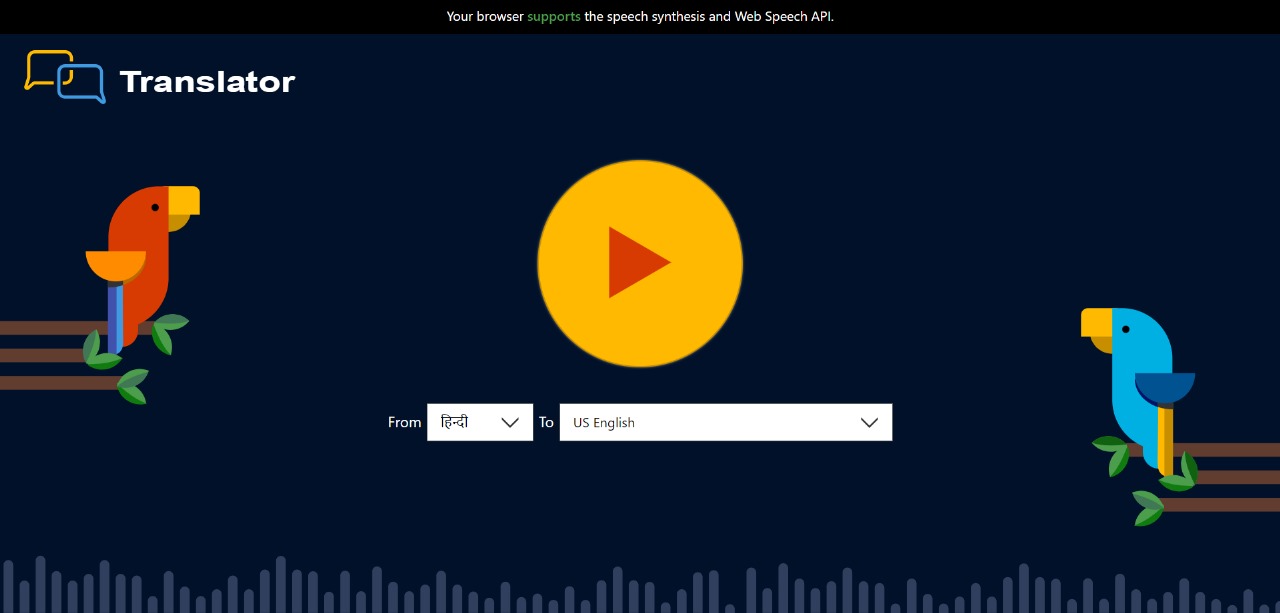 Your browser supports the speech synthesis and Web Speech API.
Translator
From हिन्दी To US English